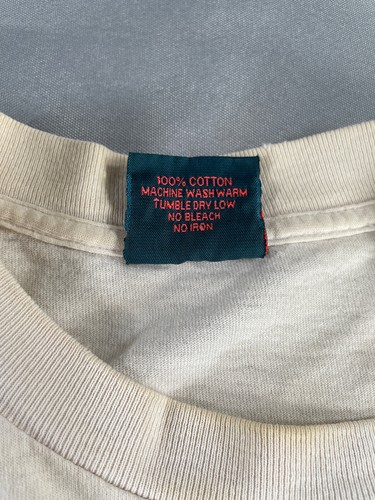 100% COTTON
MACHINE WASH WARM
TUMBLE DRY LOW
NO BLEACH
NO IRON